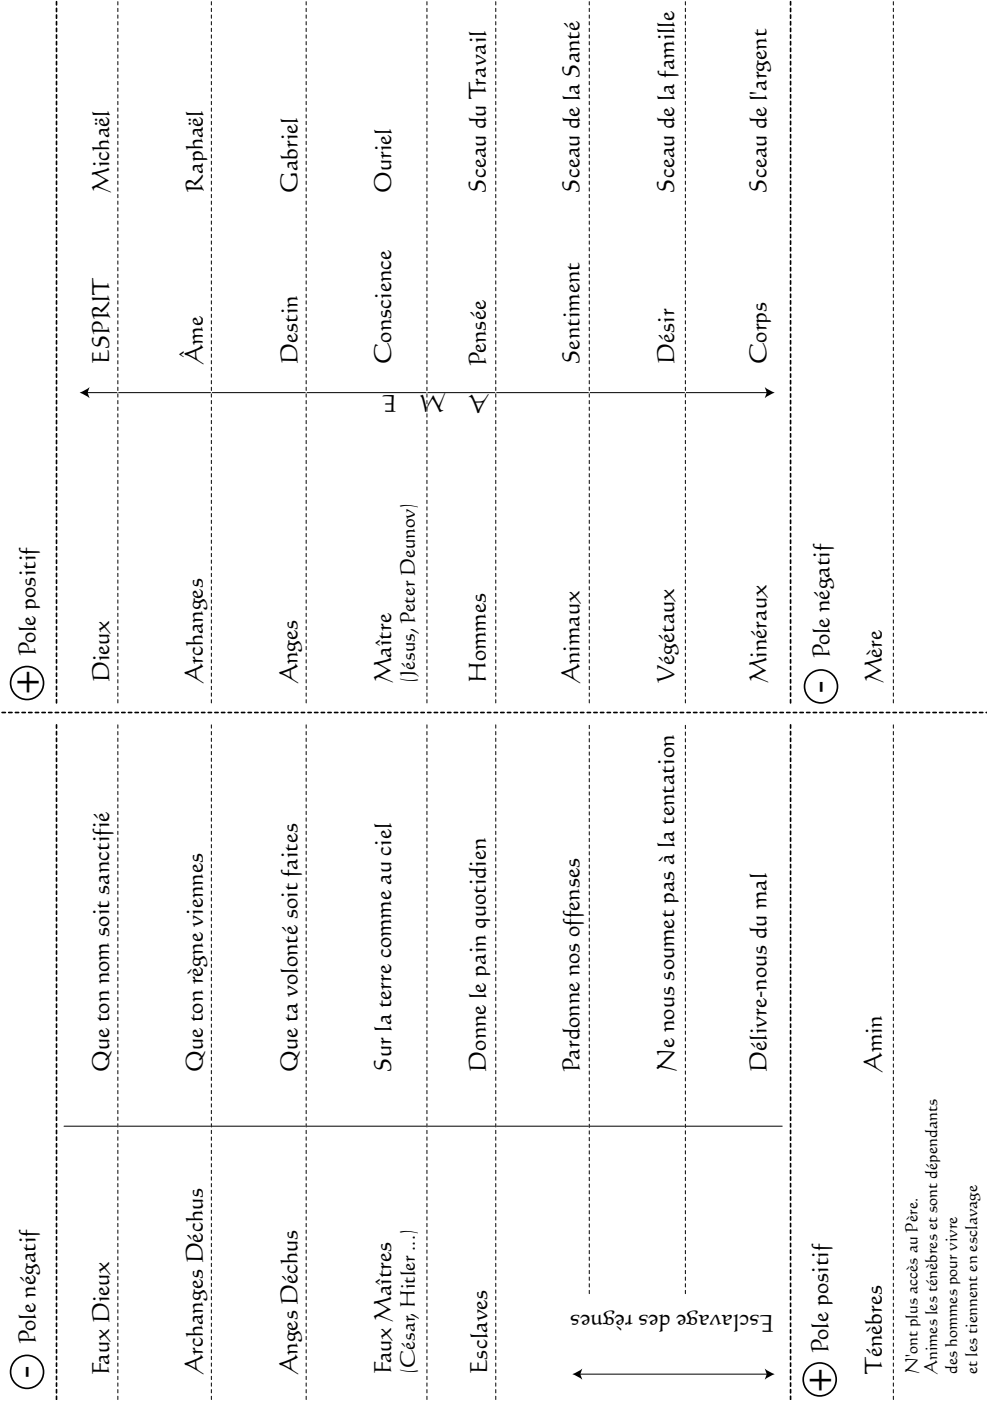 - Pole négatif
+ Pole positif
Faux Dieux
Que ton nom soit sanctifié
Dieux
ESPRIT
Michaël
Archanges Déchus
Que ton règne viennes
Archanges
Âme
Raphaël
Anges Déchus
Que ta volonté soit faites
Anges
Destin
Gabriel
Faux Maîtres
(César, Hitler ...)
Sur la terre comme au ciel
Maître
(Jésus, Peter Deunov)
Conscience
Ouriel
AME
Esclaves
Donne le pain quotidien
Hommes
Pensée
Sceau du Travail
Esclavage des règnes
Pardonne nos offenses
Animaux
Sentiment
Sceau de la Santé
Ne nous soumet pas à la tentation
Végétaux
Désir
Sceau de la famille
Délivre-nous du mal
Minéraux
Corps
Sceau de l'argent
+ Pole positif
- Pole négatif
Ténèbres
Amin
Mère
N'ont plus accès au Père.
Animes les ténèbres et sont dépendants
des hommes pour vivre
et les tiennent en esclavage